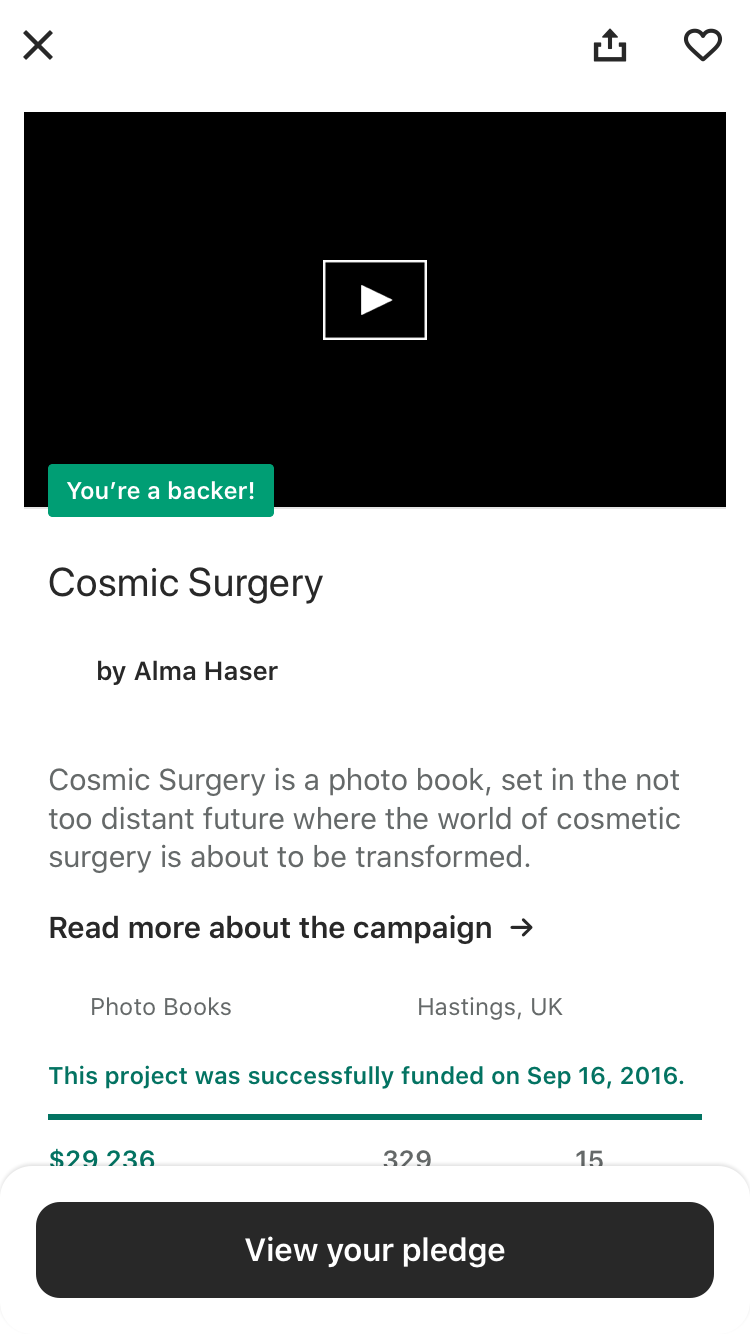 You’re a backer!
Cosmic Surgery
by Alma Haser
Cosmic Surgery is a photo book, set in the not
too distant future where the world of cosmetic
surgery is about to be transformed.
Read more about the campaign →
Photo Books Hastings, UK
This project was successfully funded on Sep 16, 2016.
$29,236 329 15
View your pledge